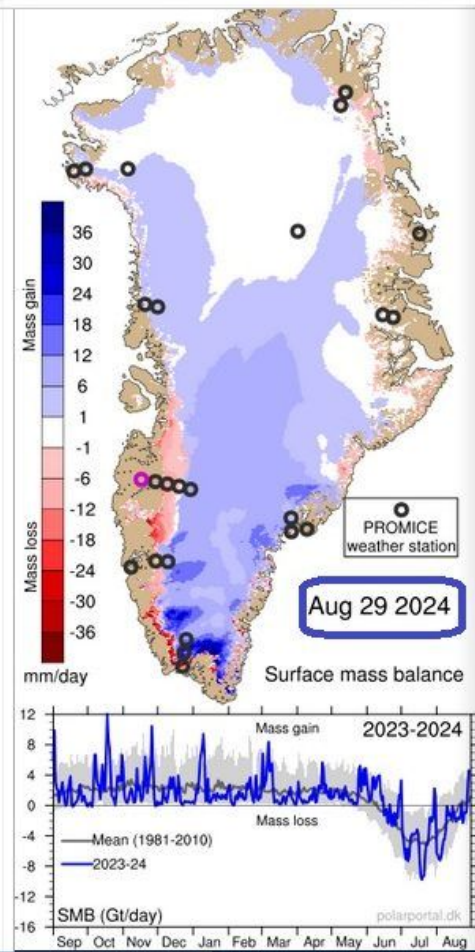 Mass gain
36
30
24
18
12
6
1
-1
-6
-12
-18
-24
-30
-36
Mass loss
mm/day
PROMICE
weather station
Aug 29 2024
Surface mass balance
12
8
4
0
-4
-8
-12
-16
Mass gain
2023-2024
Mass loss
Mean (1981-2010)
2023-24
SMB (Gt/day)
polarportal.dk
Sep Oct Nov Dec Jan Feb Mar Apr May Jun Jul Aug